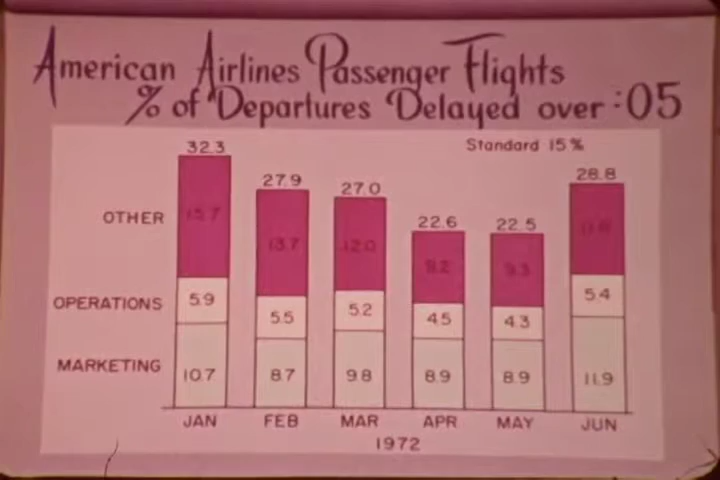 American Airlines Passenger Flights
% of Departures Delayed over :05
Standard 15%
32.3 27.9 27.0 22.6 22.5 28.8
OTHER 15.7 13.7 12.0 9.2 9.3
OPERATIONS 5.9 5.5 5.2 4.5 4.3 5.4
MARKETING 10.7 8.7 9.8 8.9 8.9 11.9
JAN FEB MAR APR MAY JUN
1972